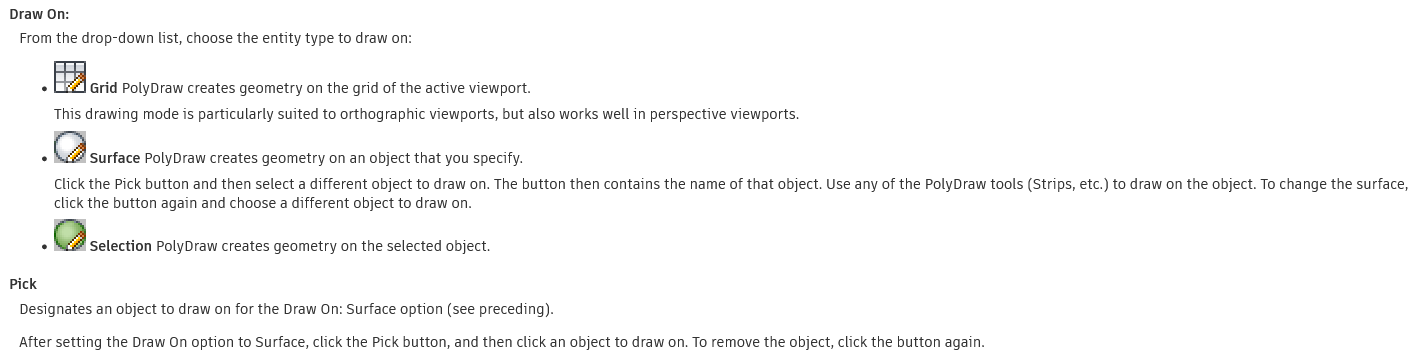 Draw On:
From the drop-down list, choose the entity type to draw on:
• Grid PolyDraw creates geometry on the grid of the active viewport.
This drawing mode is particularly suited to orthographic viewports, but also works well in perspective viewports.
• Surface PolyDraw creates geometry on an object that you specify.
Click the Pick button and then select a different object to draw on. The button then contains the name of that object. Use any of the PolyDraw tools (Strips, etc.) to draw on the object. To change the surface,
click the button again and choose a different object to draw on.
• Selection PolyDraw creates geometry on the selected object.
Pick
Designates an object to draw on for the Draw On: Surface option (see preceding).
After setting the Draw On option to Surface, click the Pick button, and then click an object to draw on. To remove the object, click the button again.